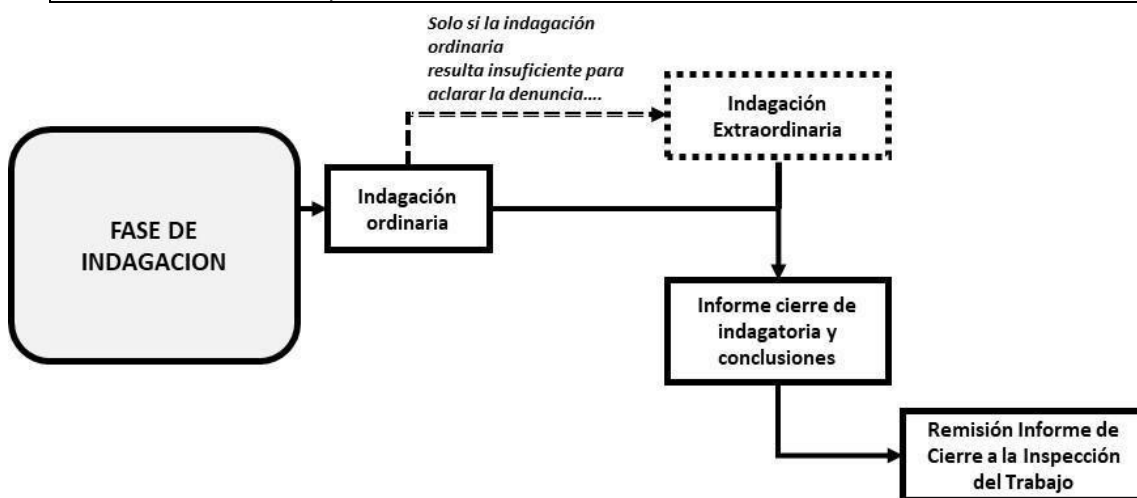 Solo si la indagación
ordinaria
resulta insuficiente para
aclarar la denuncia....
Indagación
Extraordinaria
FASE DE
INDAGACION
Indagación
ordinaria
Informe cierre de
indagatoria y
conclusiones
Remisión Informe de
Cierre a la Inspección
del Trabajo